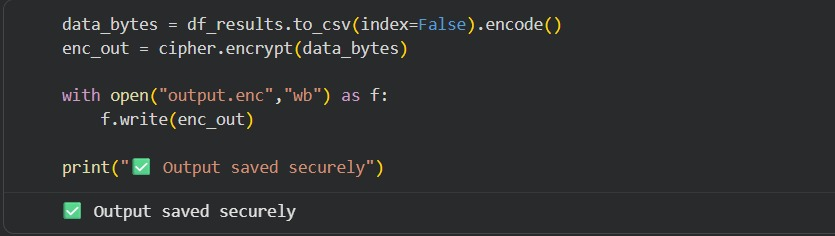 data_bytes = df_results.to_csv(index=False).encode()
enc_out = cipher.encrypt(data_bytes)
with open("output.enc","wb") as f:
    f.write(enc_out)
print("✅ Output saved securely")
✅ Output saved securely